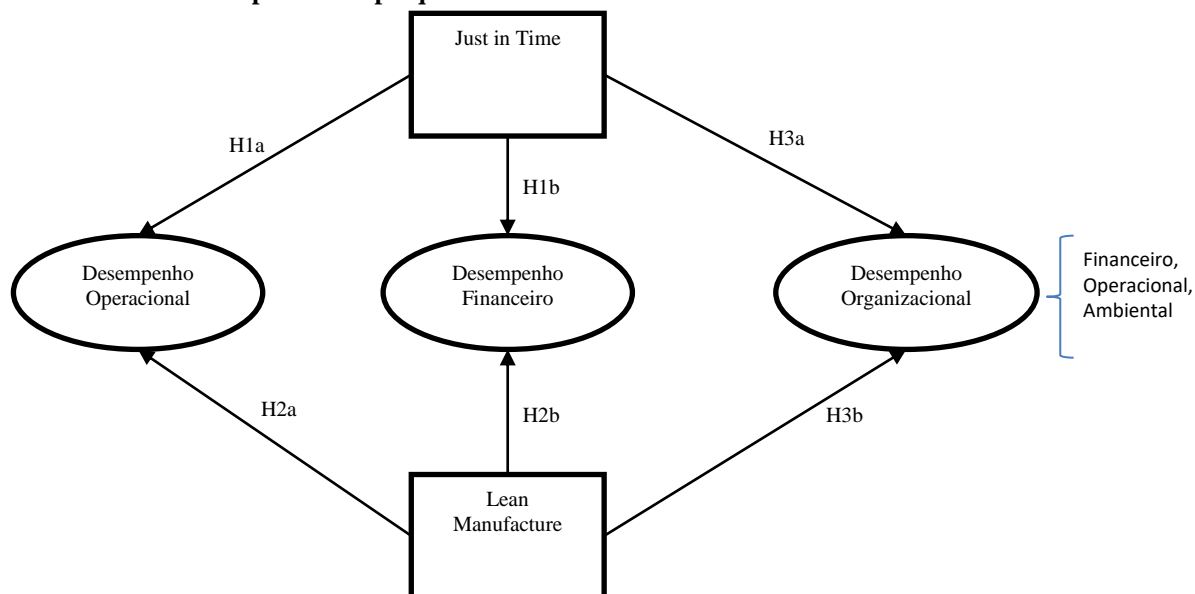 Just in Time
H1a
H3a
H1b
Desempenho
Operacional
Desempenho
Financeiro
Desempenho
Organizacional
Financeiro,
Operacional,
Ambiental
H2a
H2b
H3b
Lean
Manufacture